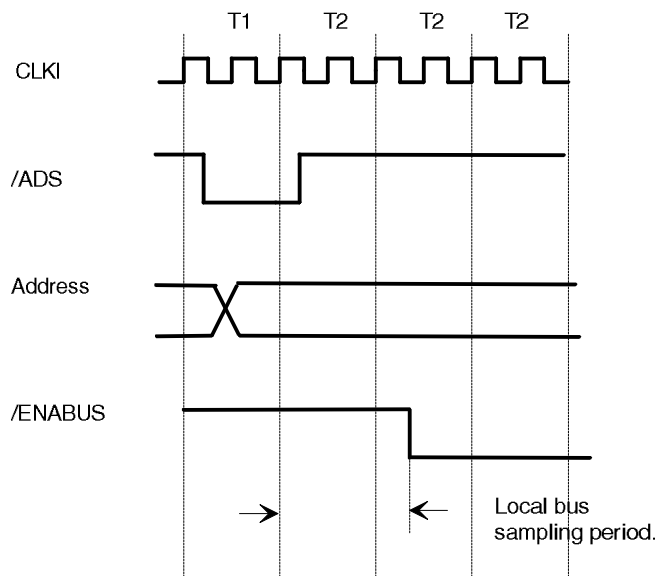 T1 T2 T2 T2
CLKI
/ADS
Address
/ENABUS
Local bus
sampling period.